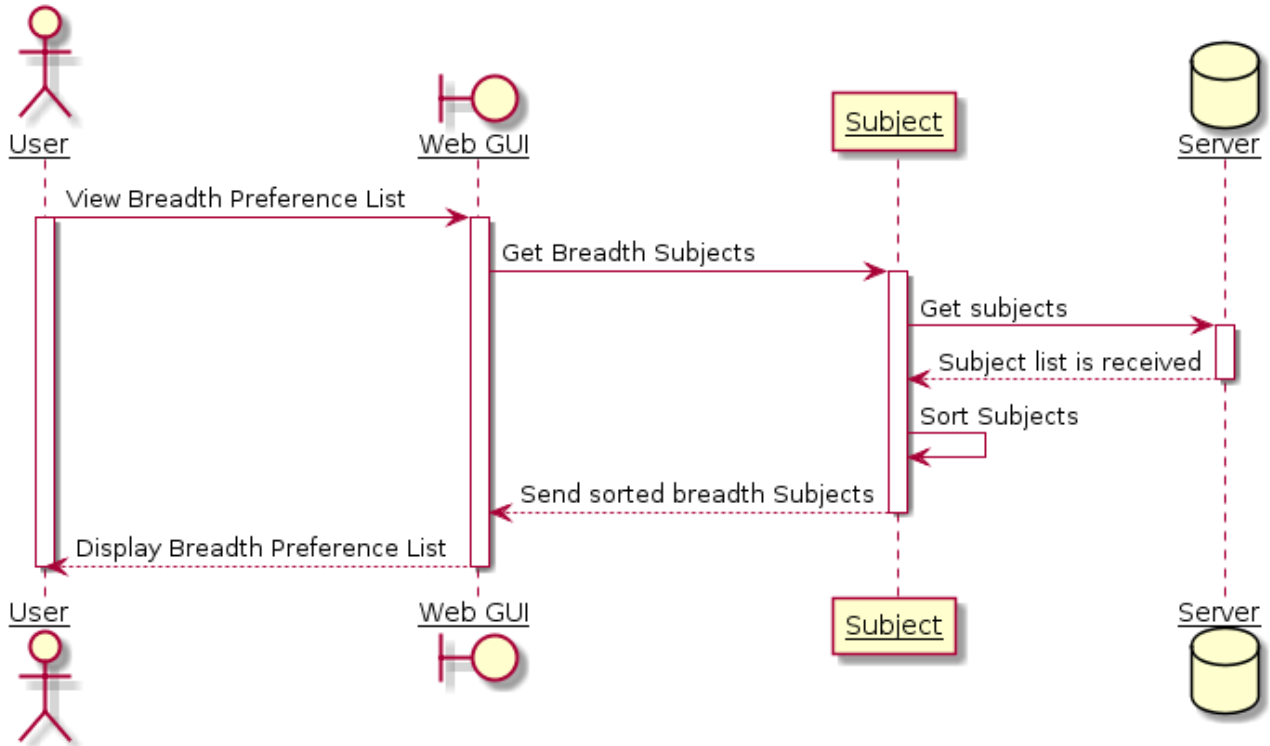 User
Web GUI
Subject
Server
View Breadth Preference List
Get Breadth Subjects
Get subjects
Subject list is received
Sort Subjects
Send sorted breadth Subjects
Display Breadth Preference List
User
Web GUI
Subject
Server